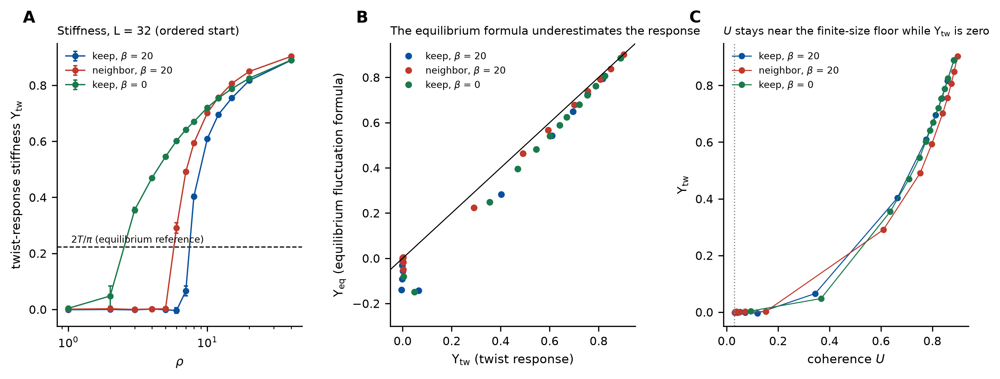 A
Stiffness, L = 32 (ordered start)
keep, β = 20
neighbor, β = 20
keep, β = 0
2T/π (equilibrium reference)
twist-response stiffness Y_tw
0.8
0.6
0.4
0.2
0.0
10⁰
10¹
ρ
B
The equilibrium formula underestimates the response
keep, β = 20
neighbor, β = 20
keep, β = 0
Y_eq (equilibrium fluctuation formula)
0.8
0.6
0.4
0.2
0.0
−0.2
0.0 0.2 0.4 0.6 0.8
Y_tw (twist response)
C
U stays near the finite-size floor while Y_tw is zero
keep, β = 20
neighbor, β = 20
keep, β = 0
Y_tw
0.8
0.6
0.4
0.2
0.0
0.0 0.2 0.4 0.6 0.8
coherence U